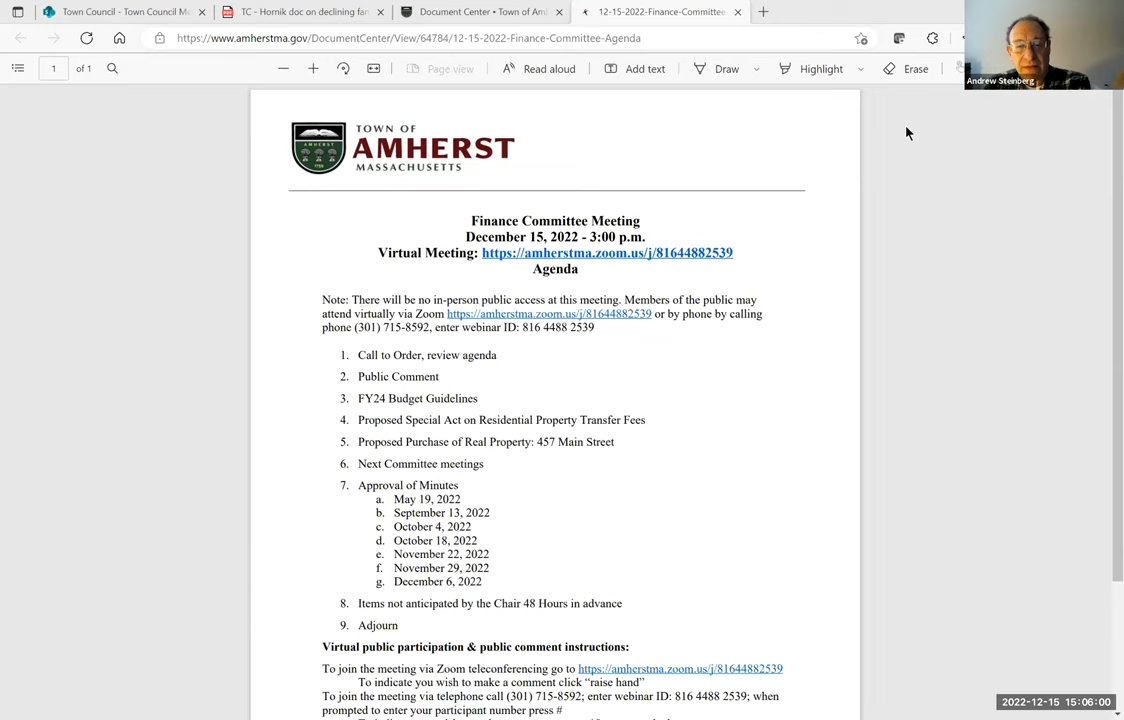 Town Council - Town Council Me
TC - Hornik doc on declining fan
Document Center • Town of Am
12-15-2022-Finance-Committee
https://www.amherstma.gov/DocumentCenter/View/64784/12-15-2022-Finance-Committee-Agenda
1 of 1
Page view
Read aloud
Add text
Draw
Highlight
Erase
Andrew Steinberg
TOWN OF
AMHERST
MASSACHUSETTS
AMHERST
Finance Committee Meeting
December 15, 2022 - 3:00 p.m.
Virtual Meeting: https://amherstma.zoom.us/j/81644882539
Agenda
Note: There will be no in-person public access at this meeting. Members of the public may
attend virtually via Zoom https://amherstma.zoom.us/j/81644882539 or by phone by calling
phone (301) 715-8592, enter webinar ID: 816 4488 2539
1. Call to Order, review agenda
2. Public Comment
3. FY24 Budget Guidelines
4. Proposed Special Act on Residential Property Transfer Fees
5. Proposed Purchase of Real Property: 457 Main Street
6. Next Committee meetings
7. Approval of Minutes
a. May 19, 2022
b. September 13, 2022
c. October 4, 2022
d. October 18, 2022
e. November 22, 2022
f. November 29, 2022
g. December 6, 2022
8. Items not anticipated by the Chair 48 Hours in advance
9. Adjourn
Virtual public participation & public comment instructions:
To join the meeting via Zoom teleconferencing go to https://amherstma.zoom.us/j/81644882539
To indicate you wish to make a comment click “raise hand”
To join the meeting via telephone call (301) 715-8592; enter webinar ID: 816 4488 2539; when
prompted to enter your participant number press #
2022-12-15 15:06:00